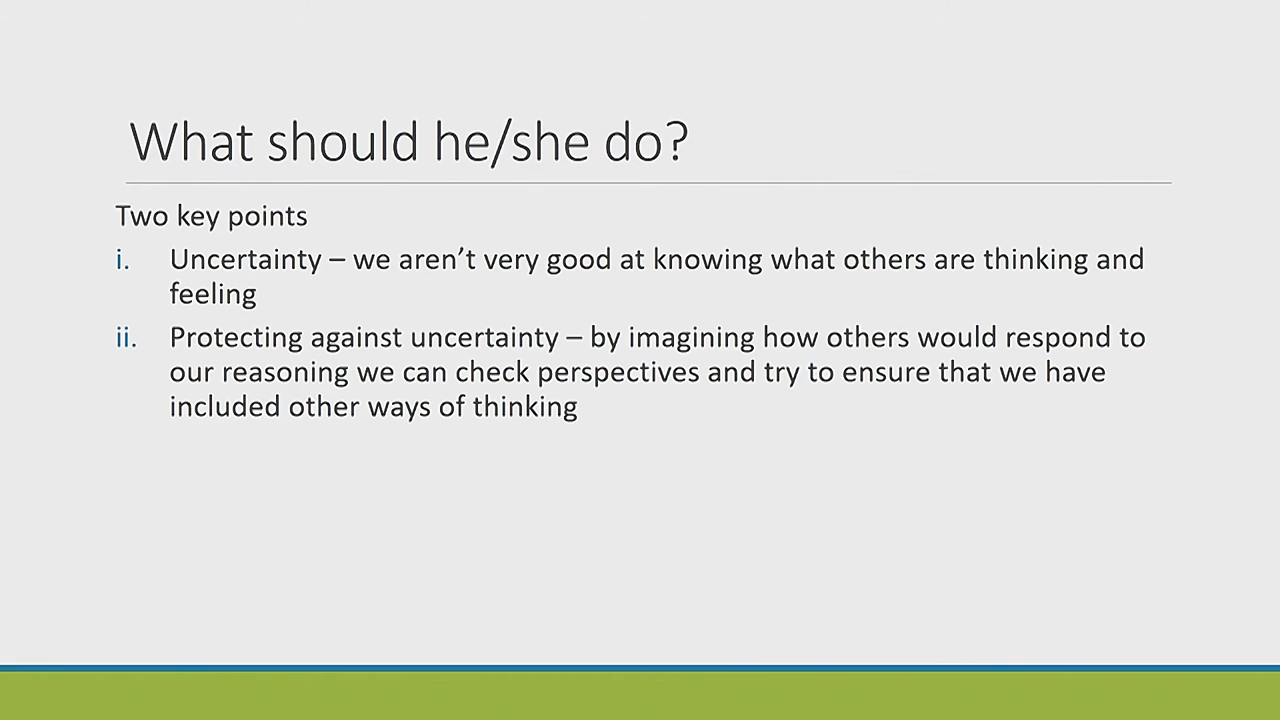 What should he/she do?
Two key points
i. Uncertainty – we aren’t very good at knowing what others are thinking and
feeling
ii. Protecting against uncertainty – by imagining how others would respond to
our reasoning we can check perspectives and try to ensure that we have
included other ways of thinking